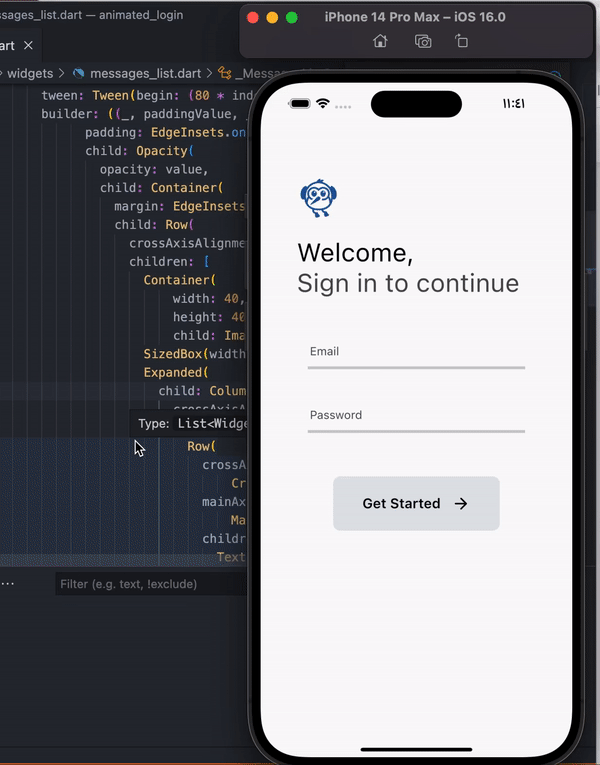 ssages_list.dart — animated_login
iPhone 14 Pro Max – iOS 16.0
art
widgets > messages_list.dart > _Messa
tween: Tween(begin: (80 * ind
builder: ((_, paddingValue, _
padding: EdgeInsets.on
child: Opacity(
opacity: value,
child: Container(
margin: EdgeInsets
child: Row(
crossAxisAlignme
children: [
Container(
width: 40,
height: 40
child: Ima
SizedBox(width
Expanded(
child: Colum
crossAxisA
Type: List<Widge
Row(
crossA
Cr
mainAx
Ma
childr
Text
... Filter (e.g. text, !exclude)
١١:٤١
Welcome,
Sign in to continue
Email
Password
Get Started →